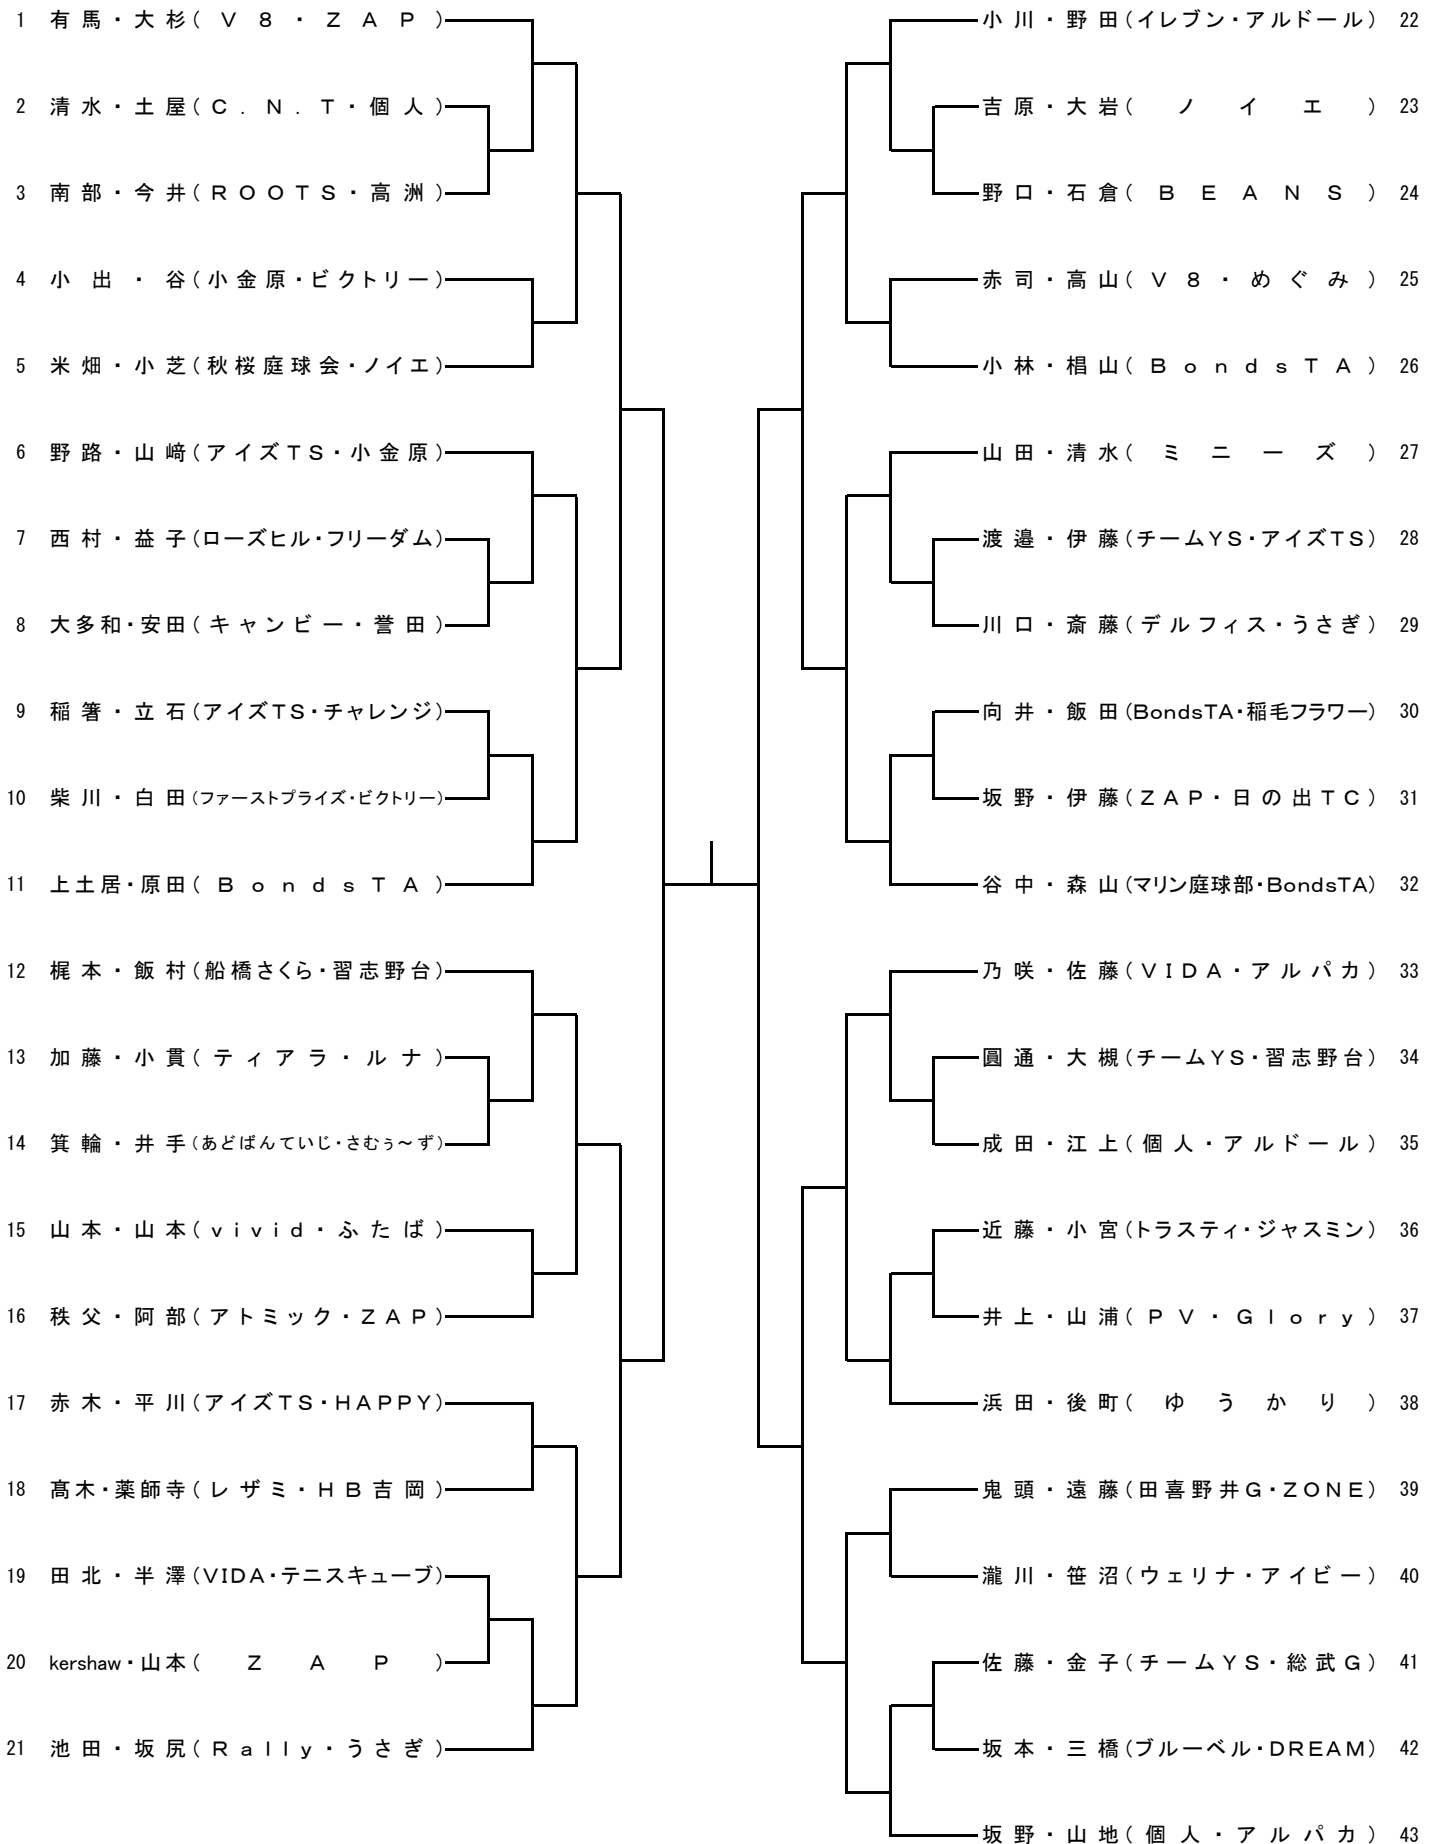 1 有馬・大杉(V8・ZAP)
2 清水・土屋(C.N.T・個人)
3 南部・今井(ROOTS・高洲)
4 小出・谷(小金原・ビクトリー)
5 米畑・小芝(秋桜庭球会・ノイエ)
6 野路・山﨑(アイズTS・小金原)
7 西村・益子(ローズヒル・フリーダム)
8 大多和・安田(キャンビー・誉田)
9 稲箸・立石(アイズTS・チャレンジ)
10 柴川・白田(ファーストプライズ・ビクトリー)
11 上土居・原田(BondsTA)
12 梶本・飯村(船橋さくら・習志野台)
13 加藤・小貫(ティアラ・ルナ)
14 箕輪・井手(あどばんていじ・さむぅ～ず)
15 山本・山本(vivid・ふたば)
16 秩父・阿部(アトミック・ZAP)
17 赤木・平川(アイズTS・HAPPY)
18 髙木・薬師寺(レザミ・HB吉岡)
19 田北・半澤(VIDA・テニスキューブ)
20 kershaw・山本(ZAP)
21 池田・坂尻(Rally・うさぎ)
小川・野田(イレブン・アルドール) 22
吉原・大岩(ノイエ) 23
野口・石倉(BEANS) 24
赤司・高山(V8・めぐみ) 25
小林・椙山(BondsTA) 26
山田・清水(ミニーズ) 27
渡邉・伊藤(チームYS・アイズTS) 28
川口・斎藤(デルフィス・うさぎ) 29
向井・飯田(BondsTA・稲毛フラワー) 30
坂野・伊藤(ZAP・日の出TC) 31
谷中・森山(マリン庭球部・BondsTA) 32
乃咲・佐藤(VIDA・アルパカ) 33
圓通・大槻(チームYS・習志野台) 34
成田・江上(個人・アルドール) 35
近藤・小宮(トラスティ・ジャスミン) 36
井上・山浦(PV・Glory) 37
浜田・後町(ゆうかり) 38
鬼頭・遠藤(田喜野井G・ZONE) 39
瀧川・笹沼(ウェリナ・アイビー) 40
佐藤・金子(チームYS・総武G) 41
坂本・三橋(ブルーベル・DREAM) 42
坂野・山地(個人・アルパカ) 43